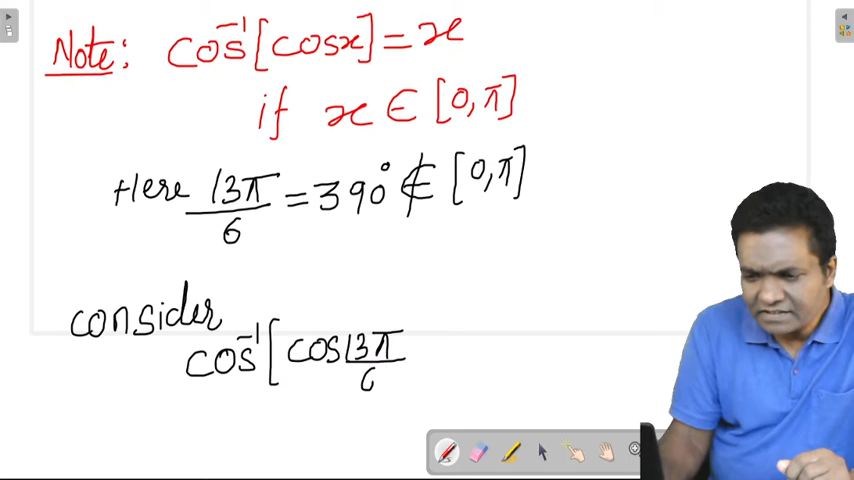 Note: cos⁻¹[cosx]=x
if x ∈ [0,π]
Here 13π/6 = 390° ∉ [0,π]
consider
cos⁻¹[cos 13π/6